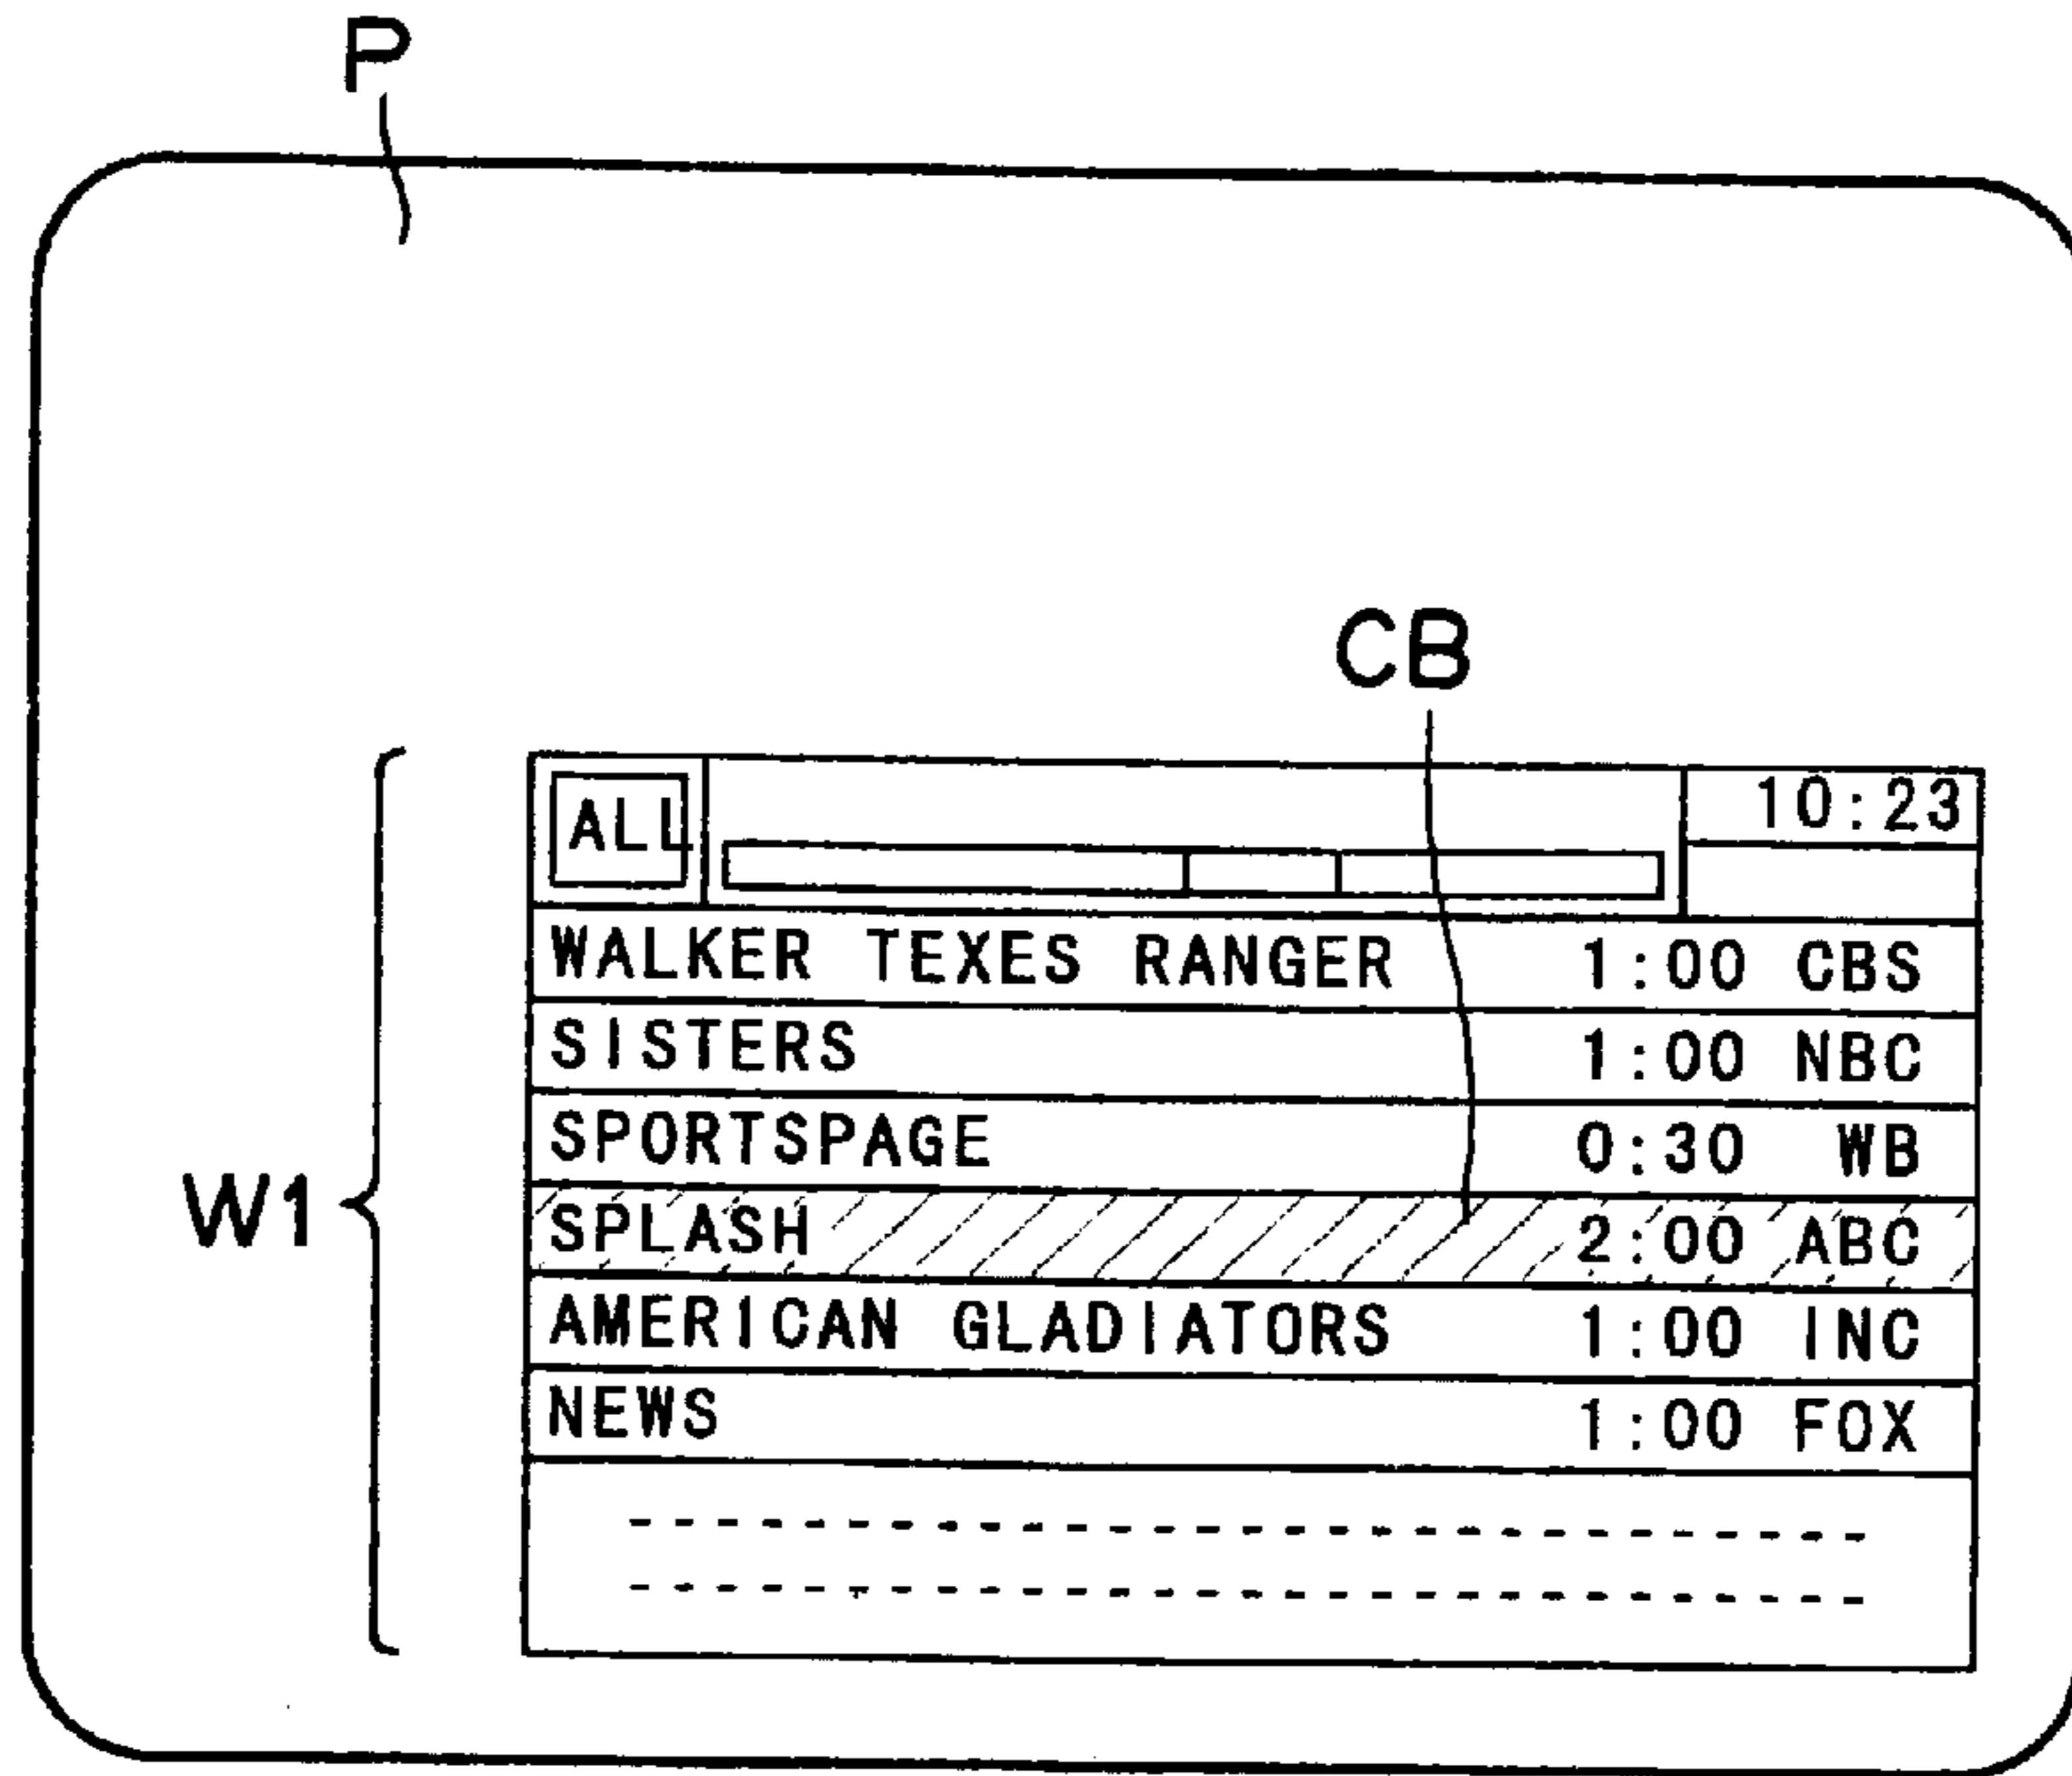 P
CB
W1
ALL
10:23
WALKER TEXES RANGER 1:00 CBS
SISTERS 1:00 NBC
SPORTSPAGE 0:30 WB
SPLASH 2:00 ABC
AMERICAN GLADIATORS 1:00 INC
NEWS 1:00 FOX